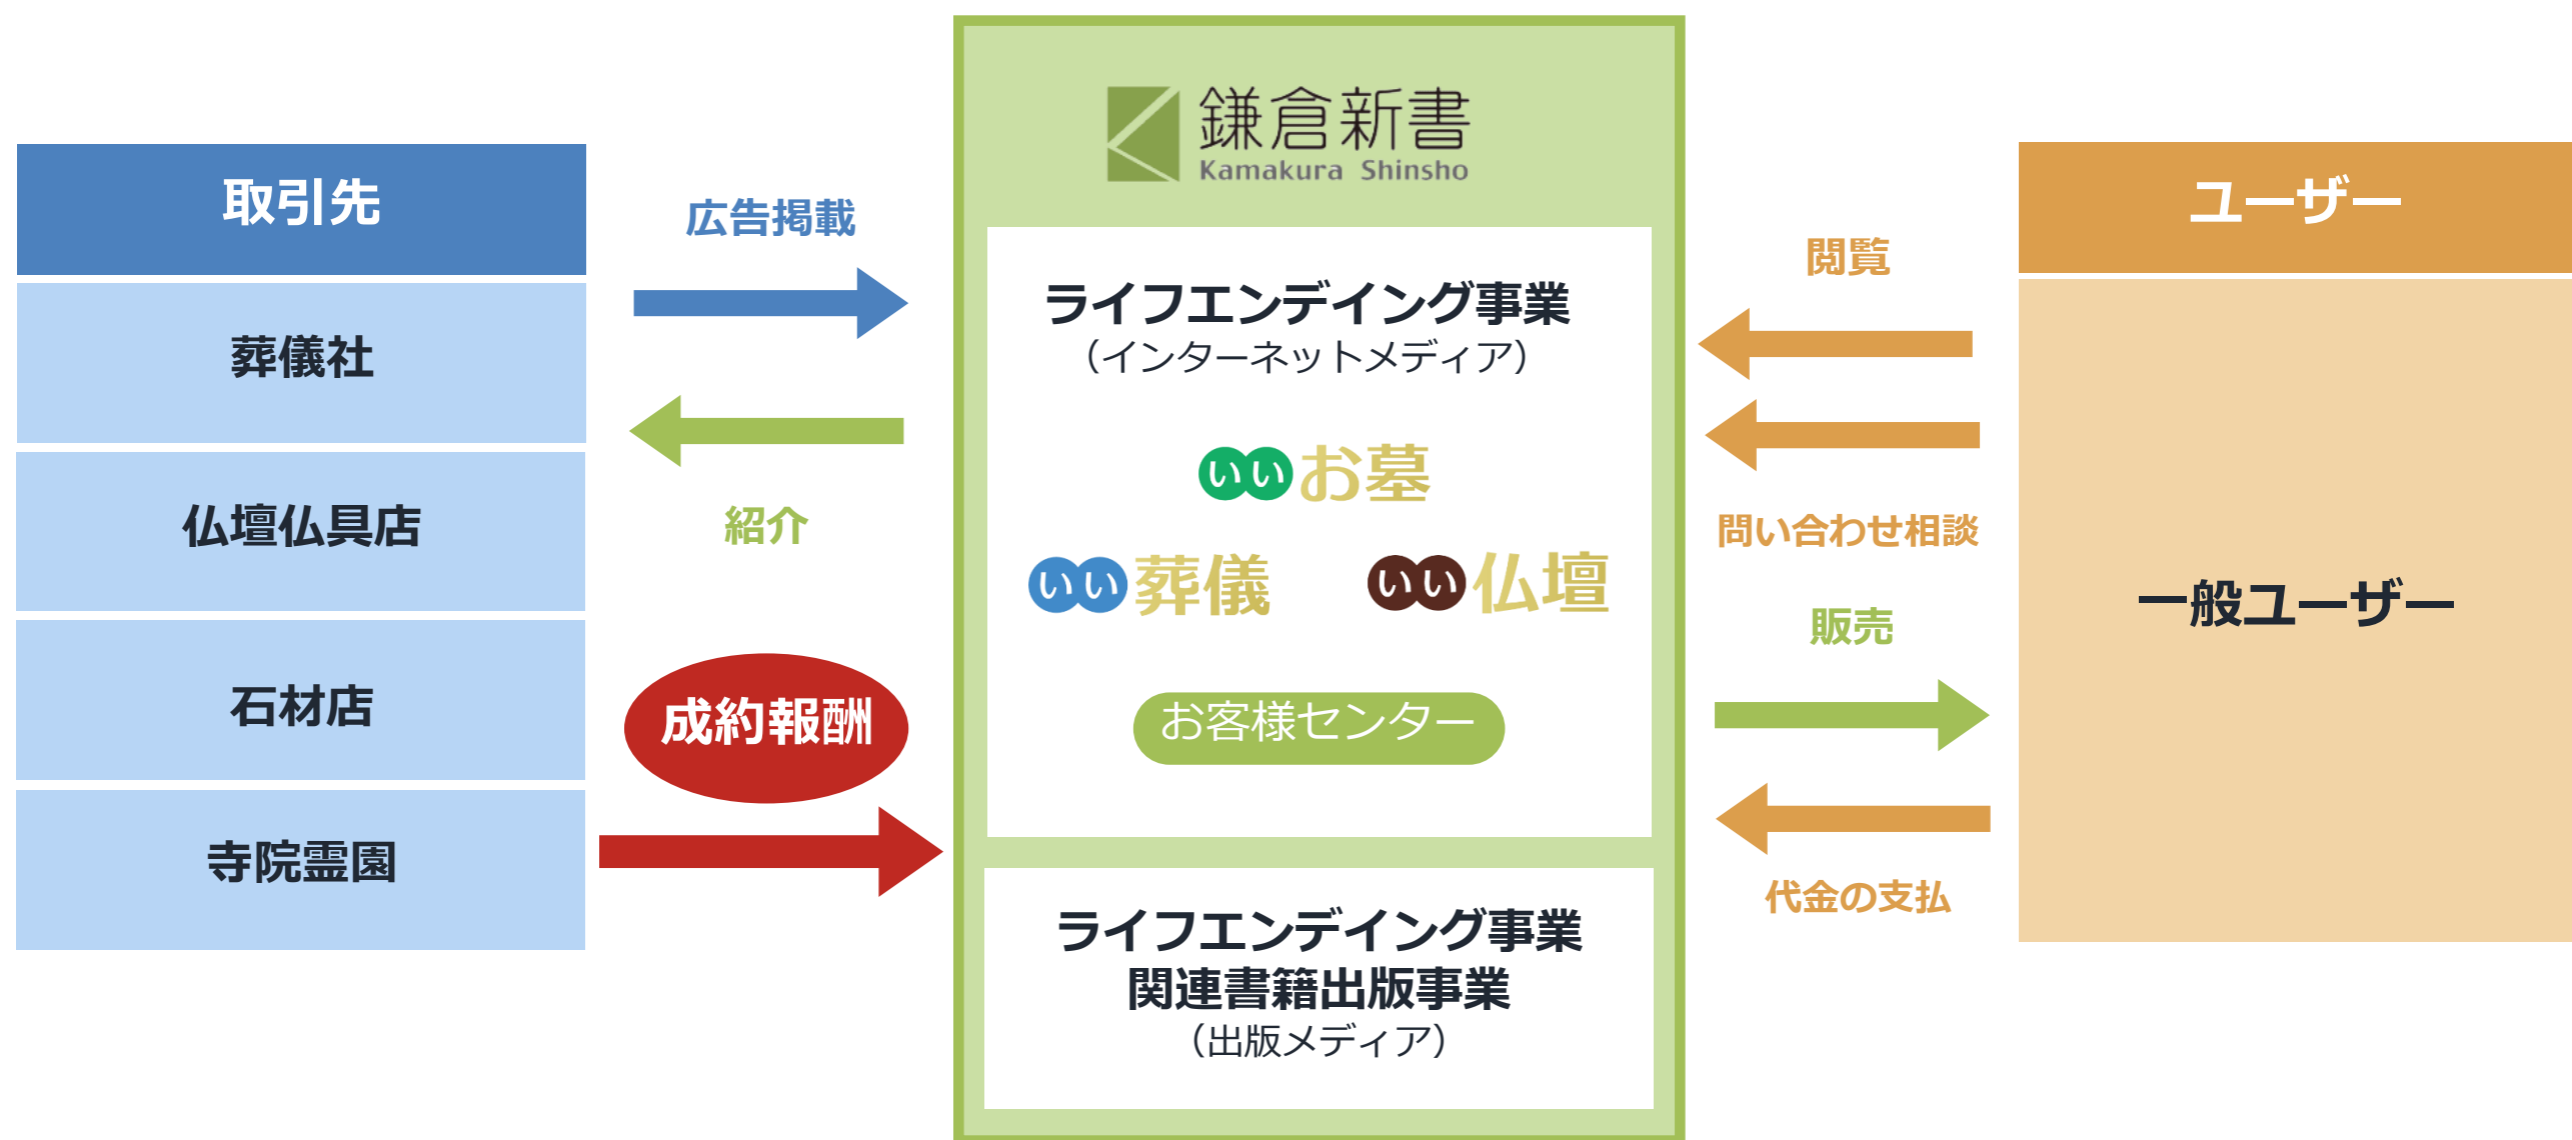 取引先
葬儀社
仏壇仏具店
石材店
寺院霊園
広告掲載
紹介
成約報酬
鎌倉新書
Kamakura Shinsho
ライフエンデイング事業
（インターネットメディア）
いいお墓
いい葬儀
いい仏壇
お客様センター
ライフエンデイング事業
関連書籍出版事業
（出版メディア）
閲覧
問い合わせ相談
販売
代金の支払
ユーザー
一般ユーザー